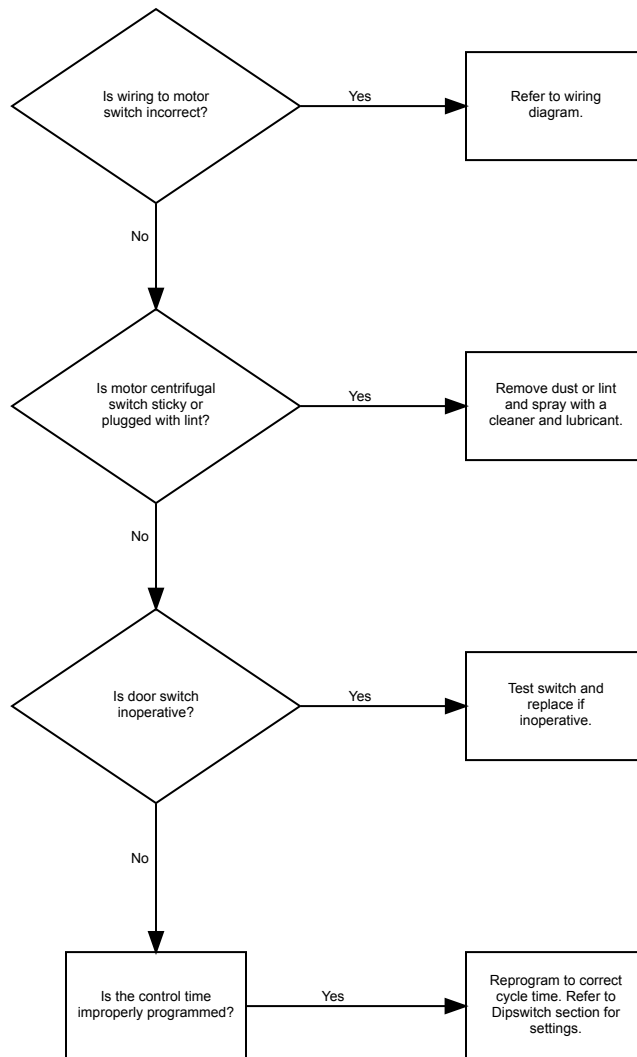 Is wiring to motor
switch incorrect?
Yes
Refer to wiring
diagram.
No
Is motor centrifugal
switch sticky or
plugged with lint?
Yes
Remove dust or lint
and spray with a
cleaner and lubricant.
No
Is door switch
inoperative?
Yes
Test switch and
replace if
inoperative.
No
Is the control time
improperly programmed?
Yes
Reprogram to correct
cycle time. Refer to
Dipswitch section for
settings.